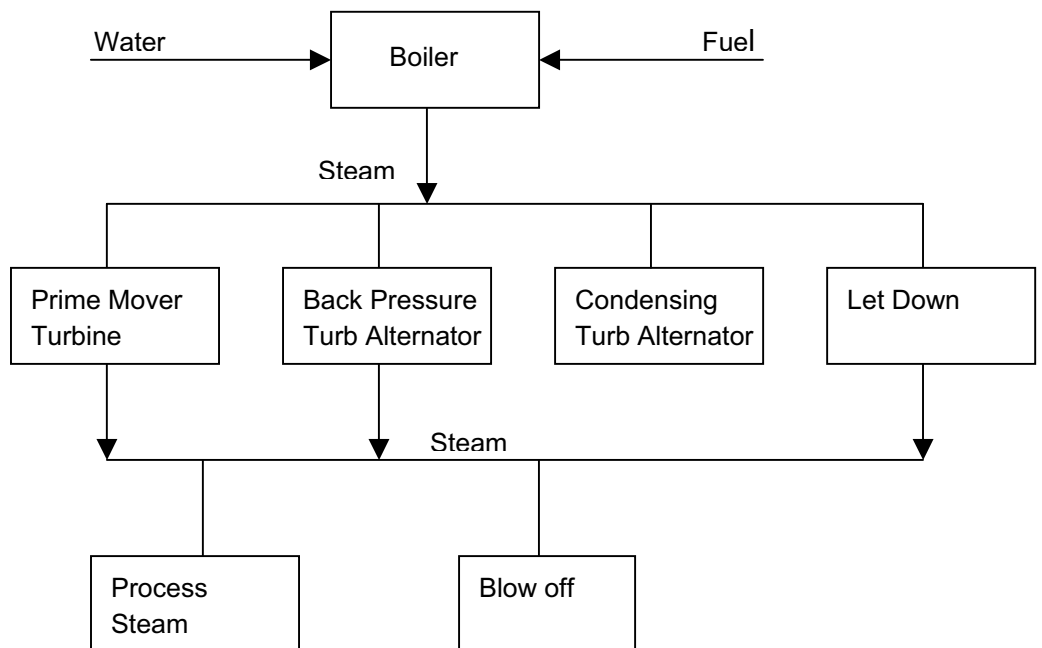 Water
Boiler
Fuel
Steam
Prime Mover
Turbine
Back Pressure
Turb Alternator
Condensing
Turb Alternator
Let Down
Steam
Process
Steam
Blow off